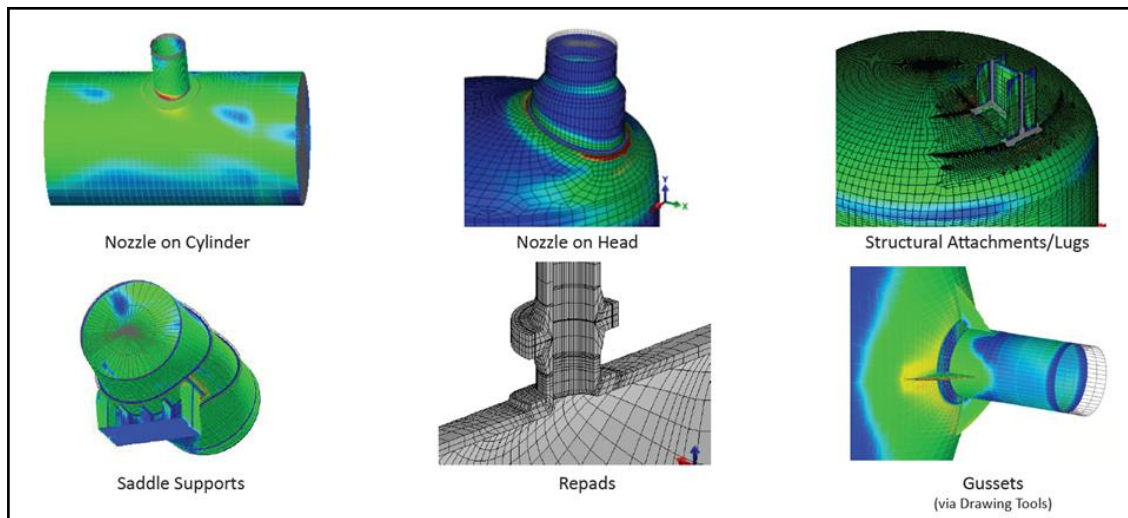 Y
X
Nozzle on Cylinder
Nozzle on Head
Structural Attachments/Lugs
Saddle Supports
Repads
Gussets
(via Drawing Tools)